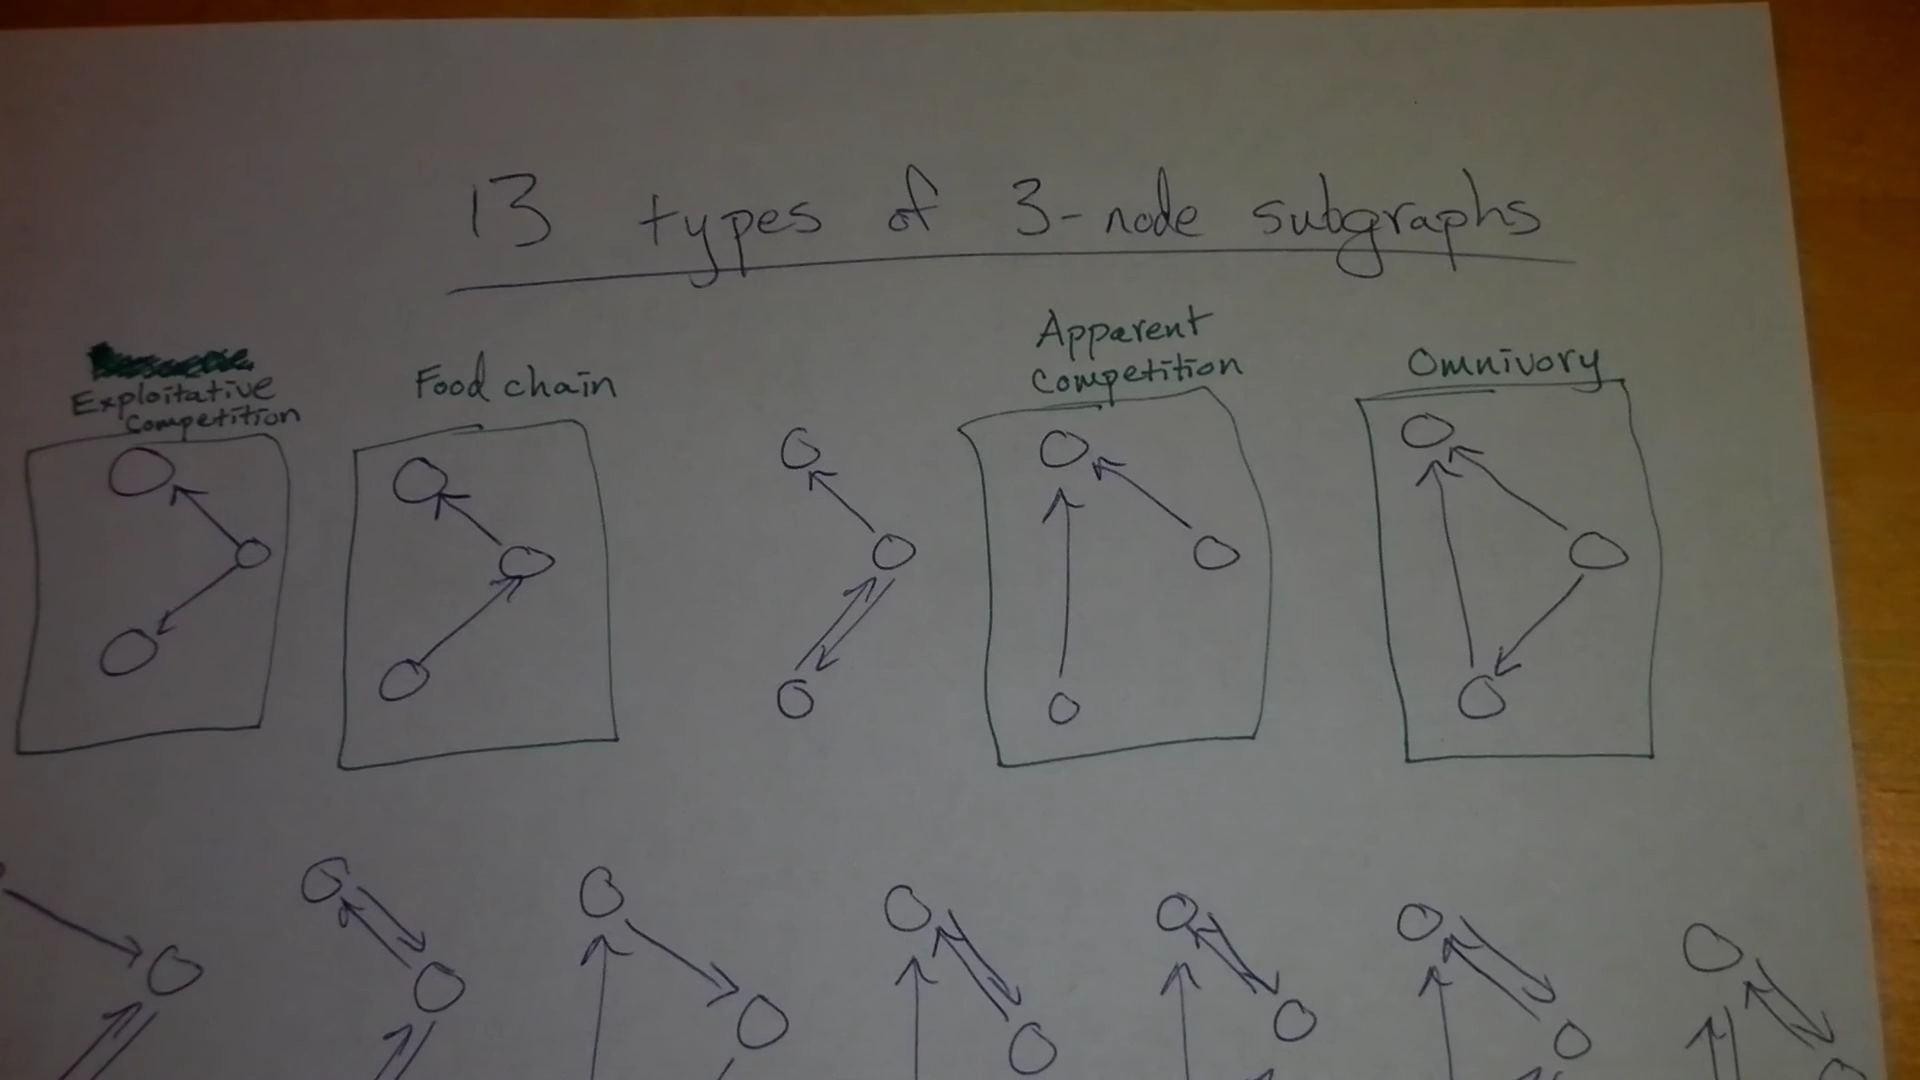 13 types of 3-node subgraphs
Exploitative
Competition
Food chain
Apparent
Competition
Omnivory